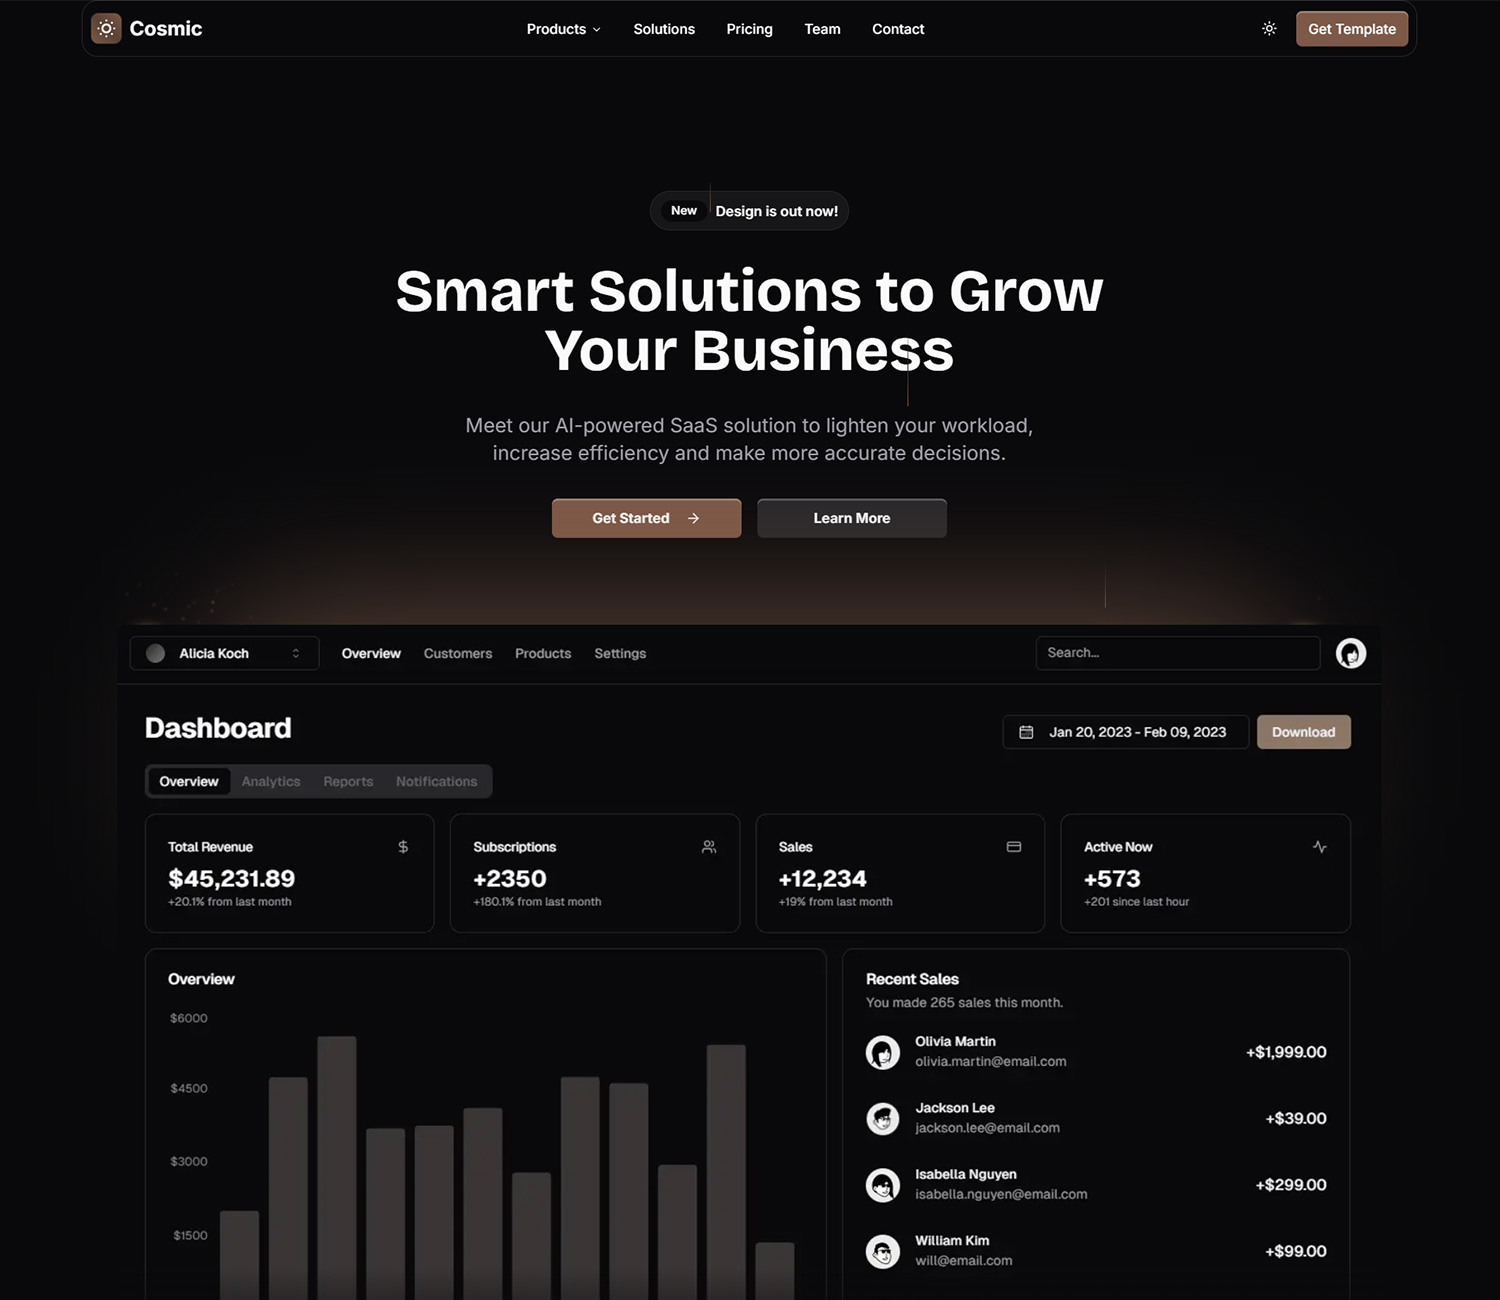 Cosmic
Products
Solutions
Pricing
Team
Contact
Get Template
New
Design is out now!
Smart Solutions to Grow
Your Business
Meet our AI-powered SaaS solution to lighten your workload,
increase efficiency and make more accurate decisions.
Get Started
Learn More
Alicia Koch
Overview
Customers
Products
Settings
Search...
Dashboard
Jan 20, 2023 - Feb 09, 2023
Download
Overview
Analytics
Reports
Notifications
Total Revenue
$
$45,231.89
+20.1% from last month
Subscriptions
+2350
+180.1% from last month
Sales
+12,234
+19% from last month
Active Now
+573
+201 since last hour
Overview
$6000
$4500
$3000
$1500
Recent Sales
You made 265 sales this month.
Olivia Martin
olivia.martin@email.com
+$1,999.00
Jackson Lee
jackson.lee@email.com
+$39.00
Isabella Nguyen
isabella.nguyen@email.com
+$299.00
William Kim
will@email.com
+$99.00